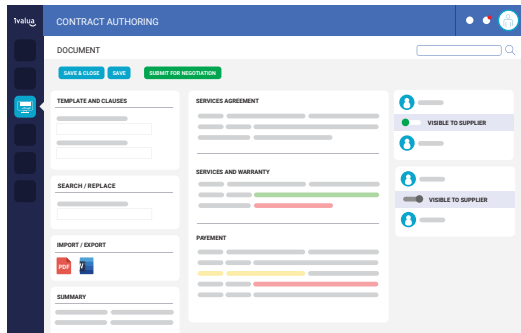 ivalua
CONTRACT AUTHORING
DOCUMENT
SAVE & CLOSE
SAVE
SUBMIT FOR
NEGOTIATION
TEMPLATE AND CLAUSES
SEARCH / REPLACE
IMPORT / EXPORT
PDF
W
SUMMARY
SERVICES AGREEMENT
SERVICES AND WARRANTY
PAYEMENT
VISIBLE TO SUPPLIER
VISIBLE TO SUPPLIER